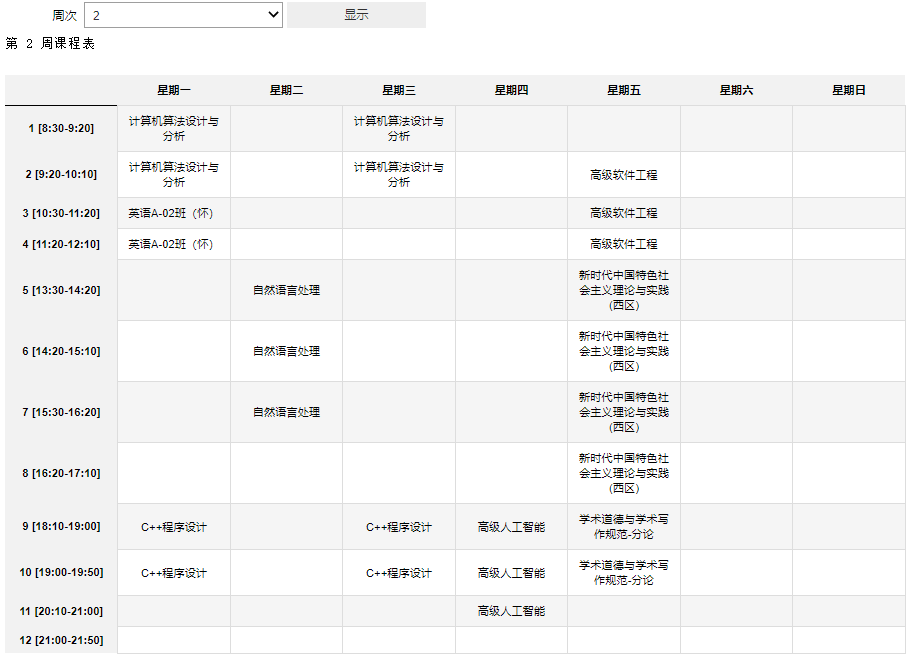 周次 2 显示
第 2 周课程表
星期一 星期二 星期三 星期四 星期五 星期六 星期日
1 [8:30-9:20] 计算机算法设计与 计算机算法设计与
分析 分析
2 [9:20-10:10] 计算机算法设计与 计算机算法设计与 高级软件工程
分析 分析
3 [10:30-11:20] 英语A-02班（怀） 高级软件工程
4 [11:20-12:10] 英语A-02班（怀） 高级软件工程
新时代中国特色社
5 [13:30-14:20] 自然语言处理 会主义理论与实践
(西区）
新时代中国特色社
6 [14:20-15:10] 自然语言处理 会主义理论与实践
(西区）
新时代中国特色社
7 [15:30-16:20] 自然语言处理 会主义理论与实践
(西区）
新时代中国特色社
8 [16:20-17:10] 会主义理论与实践
(西区）
9 [18:10-19:00] C++程序设计 C++程序设计 高级人工智能 学术道德与学术写
作规范-分论
10 [19:00-19:50] C++程序设计 C++程序设计 高级人工智能 学术道德与学术写
作规范-分论
11 [20:10-21:00] 高级人工智能
12 [21:00-21:50]